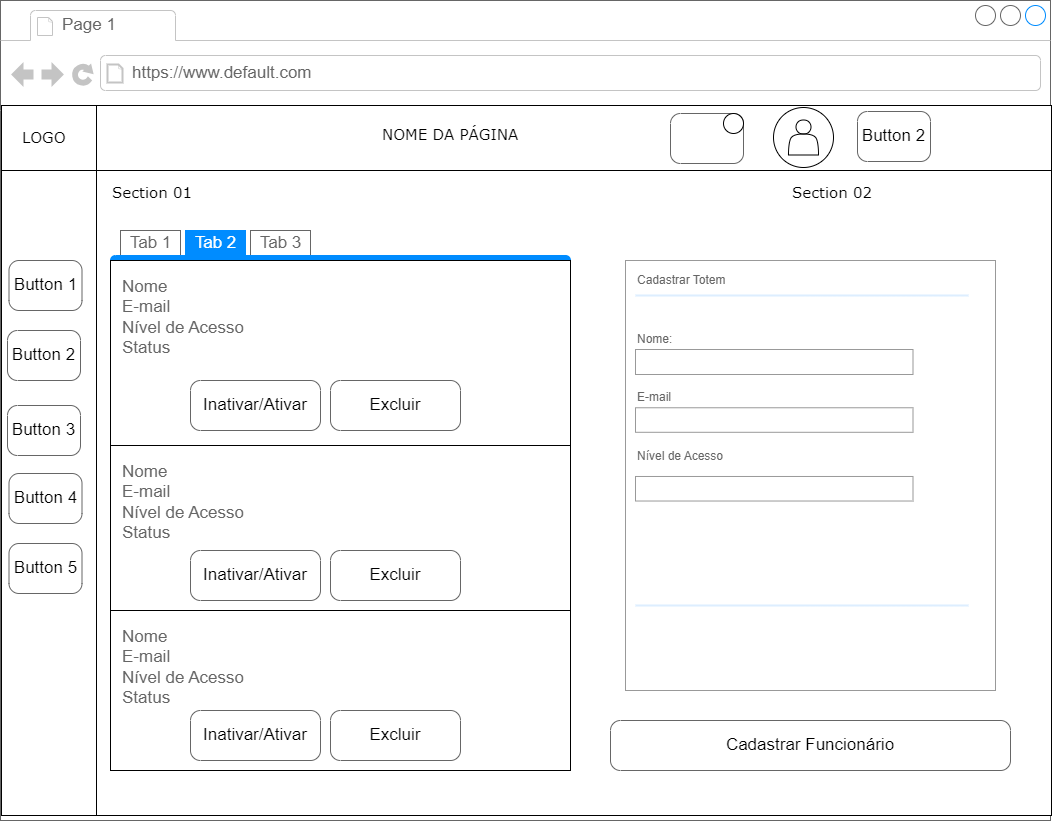 Page 1
https://www.default.com
LOGO
NOME DA PÁGINA
Button 2
Section 01
Section 02
Button 1
Button 2
Button 3
Button 4
Button 5
Tab 1
Tab 2
Tab 3
Nome
E-mail
Nível de Acesso
Status
Inativar/Ativar
Excluir
Nome
E-mail
Nível de Acesso
Status
Inativar/Ativar
Excluir
Nome
E-mail
Nível de Acesso
Status
Inativar/Ativar
Excluir
Cadastrar Totem
Nome:
E-mail
Nível de Acesso
Cadastrar Funcionário